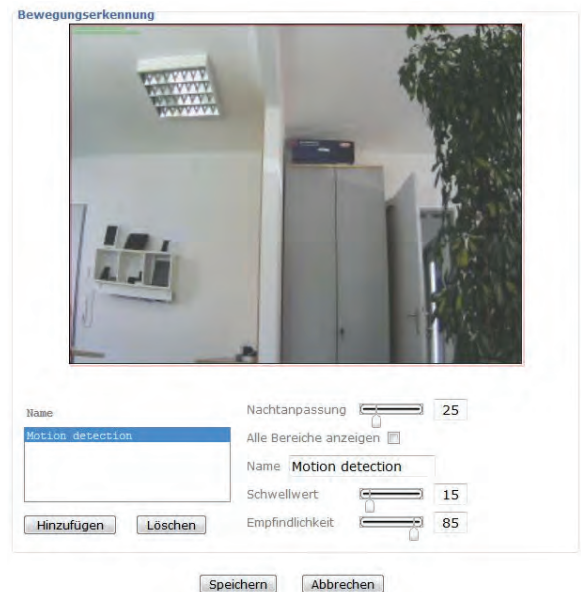 Bewegungserkennung
Name
Motion detection
Hinzufügen Löschen
Nachtanpassung 25
Alle Bereiche anzeigen
Name Motion detection
Schwellwert 15
Empfindlichkeit 85
Speichern Abbrechen